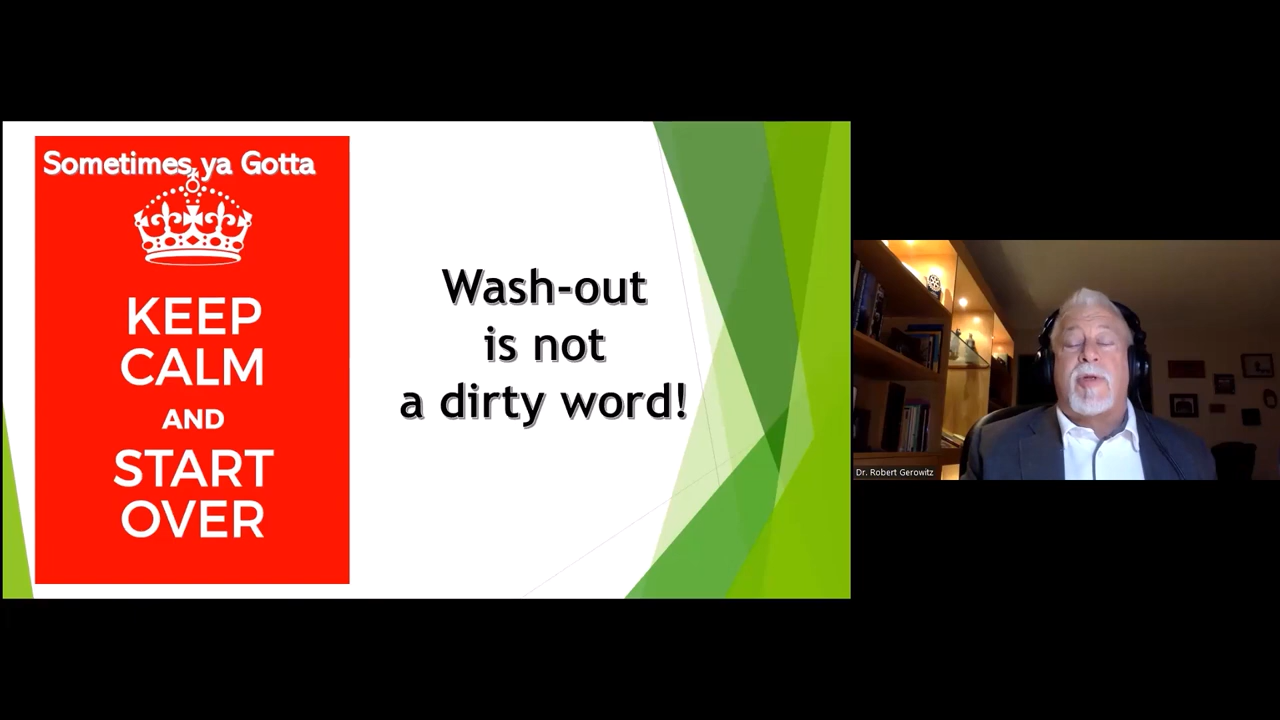 Sometimes ya Gotta
KEEP
CALM
AND
START
OVER
Wash-out
is not
a dirty word!
Dr. Robert Gerowitz